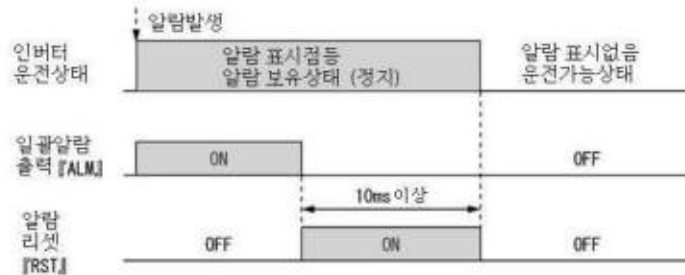 알람발생
인버터
운전상태
알람 표시점등
알람 보유상태 (정지)
알람 표시없음
운전가능상태
일괄알람
출력『ALM』
ON
OFF
10ms 이상
알람
리셋
『RST』
OFF
ON
OFF